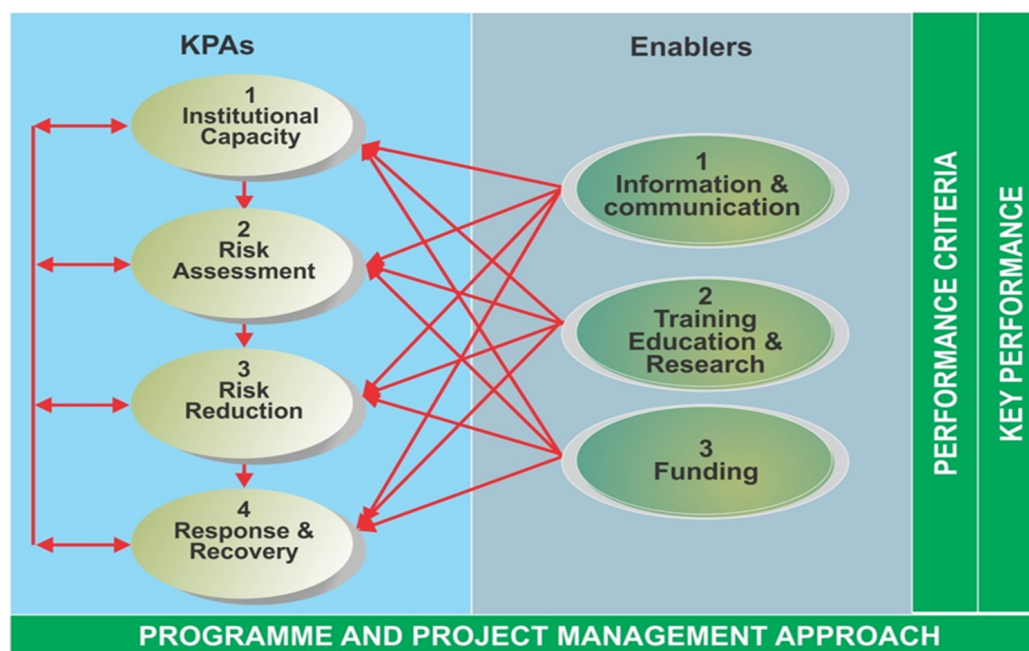 KPAs
1
Institutional
Capacity
2
Risk
Assessment
3
Risk
Reduction
4
Response &
Recovery
Enablers
1
Information &
communication
2
Training
Education &
Research
3
Funding
PERFORMANCE CRITERIA
KEY PERFORMANCE
PROGRAMME AND PROJECT MANAGEMENT APPROACH